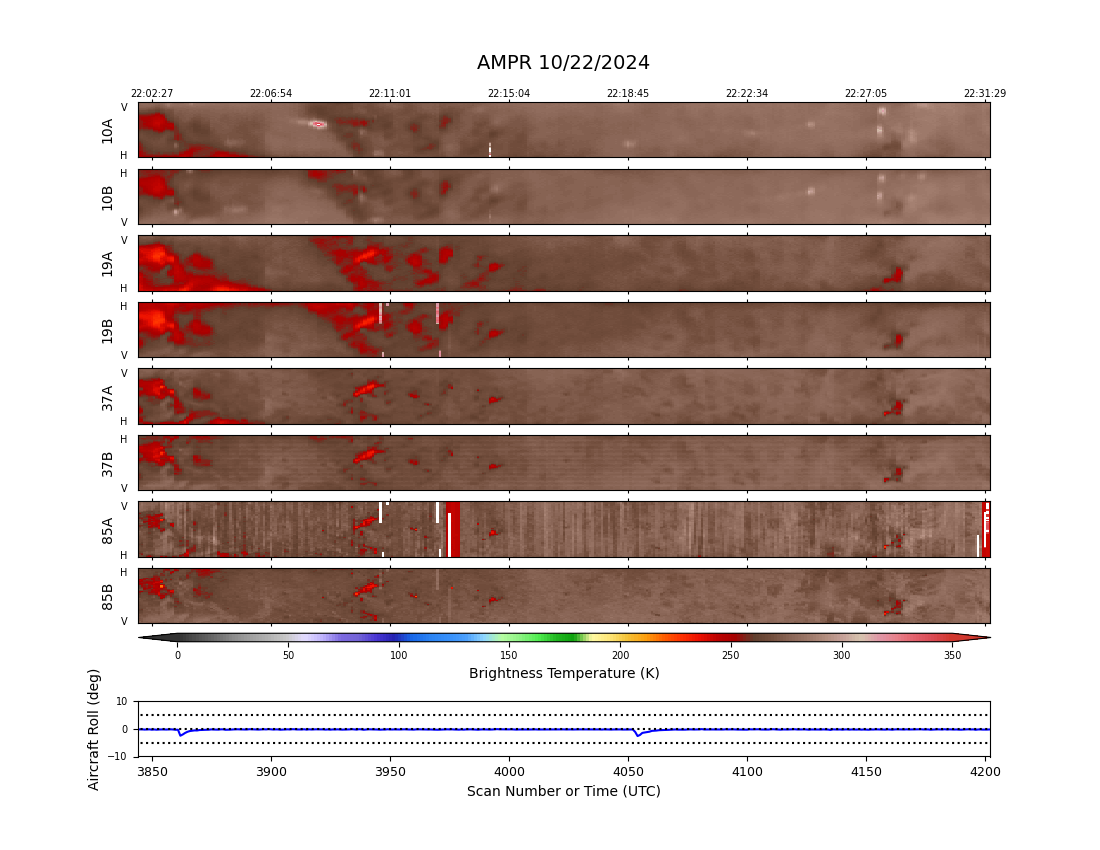 AMPR 10/22/2024
22:02:27 22:06:54 22:11:01 22:15:04 22:18:45 22:22:34 22:27:05 22:31:29
V
10A
H
H
10B
V
V
19A
H
H
19B
V
V
37A
H
H
37B
V
V
85A
H
H
85B
V
0 50 100 150 200 250 300 350
Brightness Temperature (K)
Aircraft Roll (deg)
10
0
−10
3850 3900 3950 4000 4050 4100 4150 4200
Scan Number or Time (UTC)